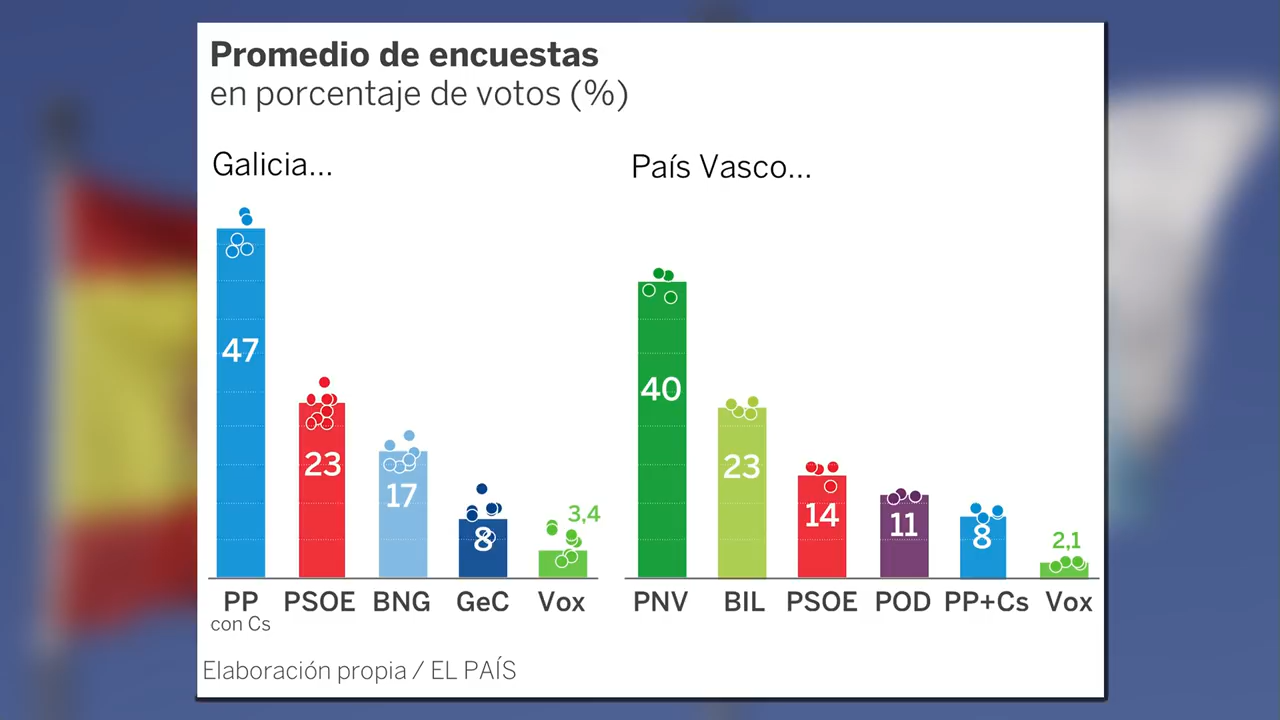 Promedio de encuestas
en porcentaje de votos (%)
Galicia...
47
23
17
8
3,4
PP PSOE BNG GeC Vox
con Cs
País Vasco...
40
23
14
11
8
2,1
PNV BIL PSOE POD PP+Cs Vox
Elaboración propia / EL PAÍS